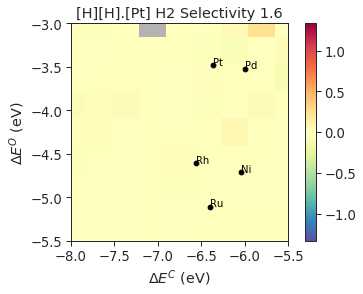 [H][H].[Pt] H2 Selectivity 1.6
−3.0
−3.5
−4.0
−4.5
−5.0
−5.5
ΔE^O (eV)
Pt
Pd
Rh
Ni
Ru
−8.0 −7.5 −7.0 −6.5 −6.0 −5.5
ΔE^C (eV)
1.0
0.5
0.0
−0.5
−1.0